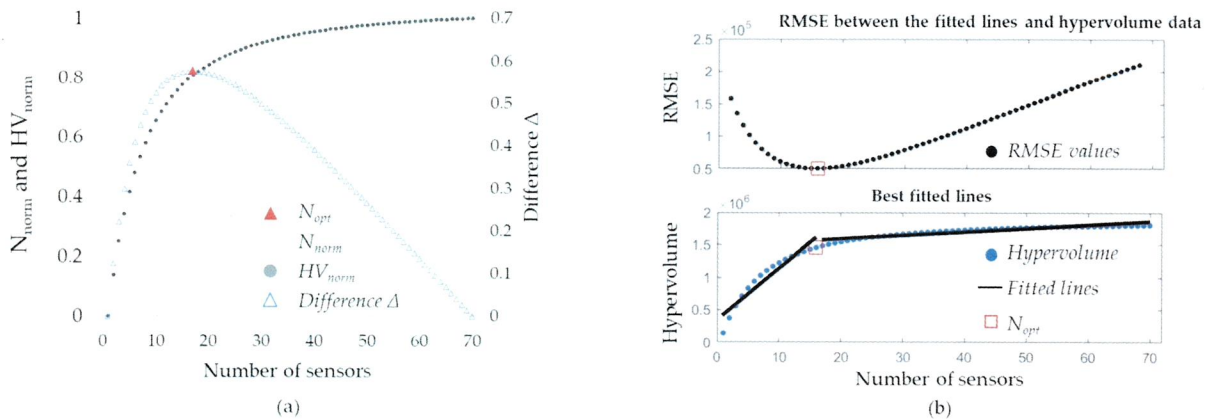 1
0.8
0.6
0.4
0.2
0
N_norm and HV_norm
0.7
0.6
0.5
0.4
0.3
0.2
0.1
0
Difference Δ
N_opt
N_norm
HV_norm
Difference Δ
0 10 20 30 40 50 60 70
Number of sensors
(a)
RMSE between the fitted lines and hypervolume data
×10^5
2.5
2
1.5
1
0.5
RMSE
RMSE values
Best fitted lines
×10^6
2
1.5
1
0.5
0
Hypervolume
Hypervolume
Fitted lines
N_opt
0 10 20 30 40 50 60 70
Number of sensors
(b)